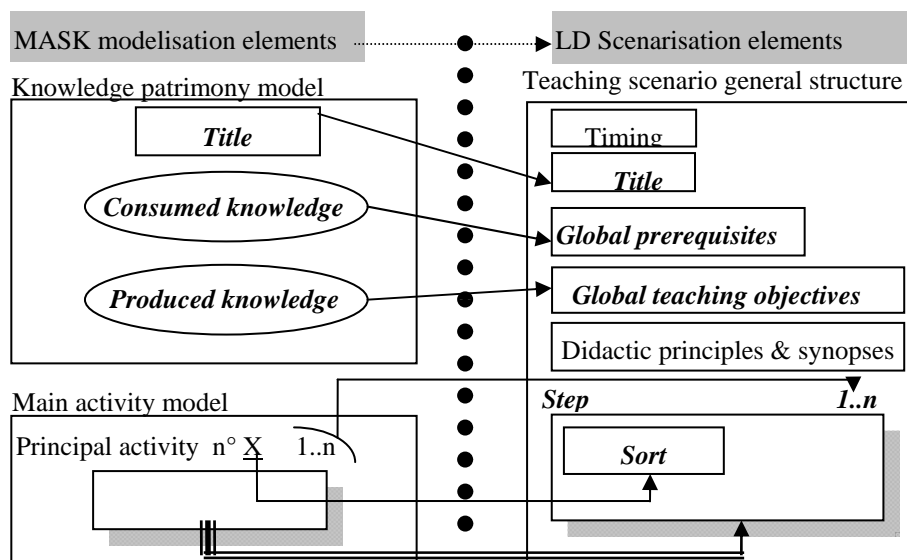 MASK modelisation elements
LD Scenarisation elements
Knowledge patrimony model
Title
Consumed knowledge
Produced knowledge
Teaching scenario general structure
Timing
Title
Global prerequisites
Global teaching objectives
Didactic principles & synopses
Main activity model
Principal activity n° X 1..n
Step 1..n
Sort